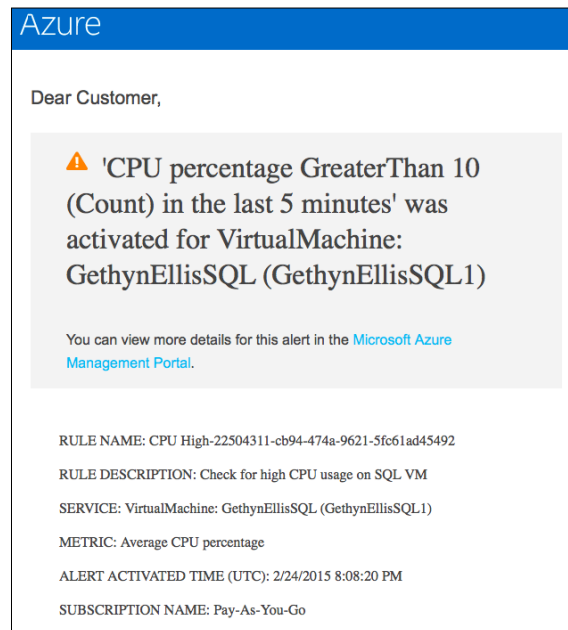 Azure
Dear Customer,
'CPU percentage GreaterThan 10
(Count) in the last 5 minutes' was
activated for VirtualMachine:
GethynEllisSQL (GethynEllisSQL1)
You can view more details for this alert in the Microsoft Azure
Management Portal.
RULE NAME: CPU High-22504311-cb94-474a-9621-5fc61ad45492
RULE DESCRIPTION: Check for high CPU usage on SQL VM
SERVICE: VirtualMachine: GethynEllisSQL (GethynEllisSQL1)
METRIC: Average CPU percentage
ALERT ACTIVATED TIME (UTC): 2/24/2015 8:08:20 PM
SUBSCRIPTION NAME: Pay-As-You-Go